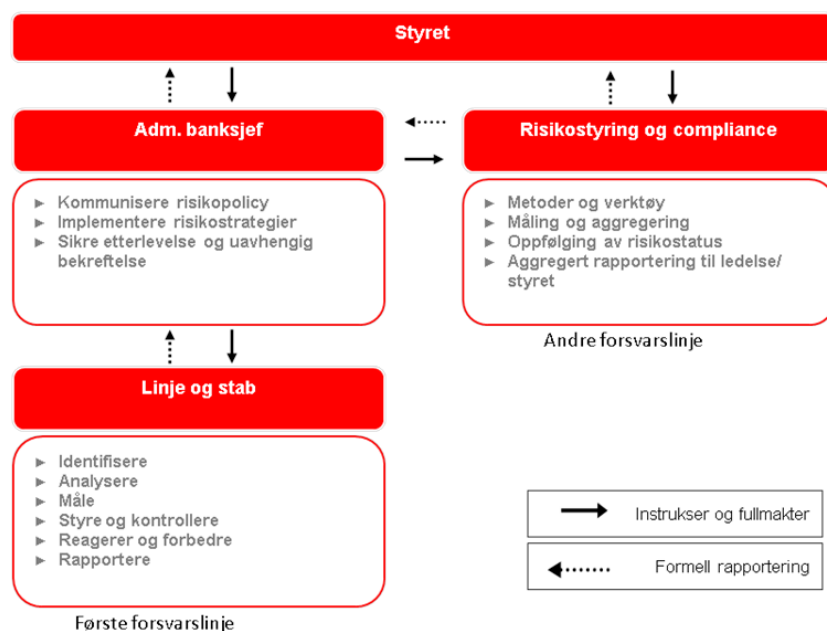 Styret
Adm. banksjef
Risikostyring og compliance
► Kommunisere risikopolicy
► Implementere risikostrategier
► Sikre etterlevelse og uavhengig
bekreftelse
► Metoder og verktøy
► Måling og aggregering
► Oppfølging av risikostatus
► Aggregert rapportering til ledelse/
styret
Andre forsvarslinje
Linje og stab
► Identifisere
► Analysere
► Måle
► Styre og kontrollere
► Reagerer og forbedre
► Rapportere
Første forsvarslinje
Instrukser og fullmakter
Formell rapportering